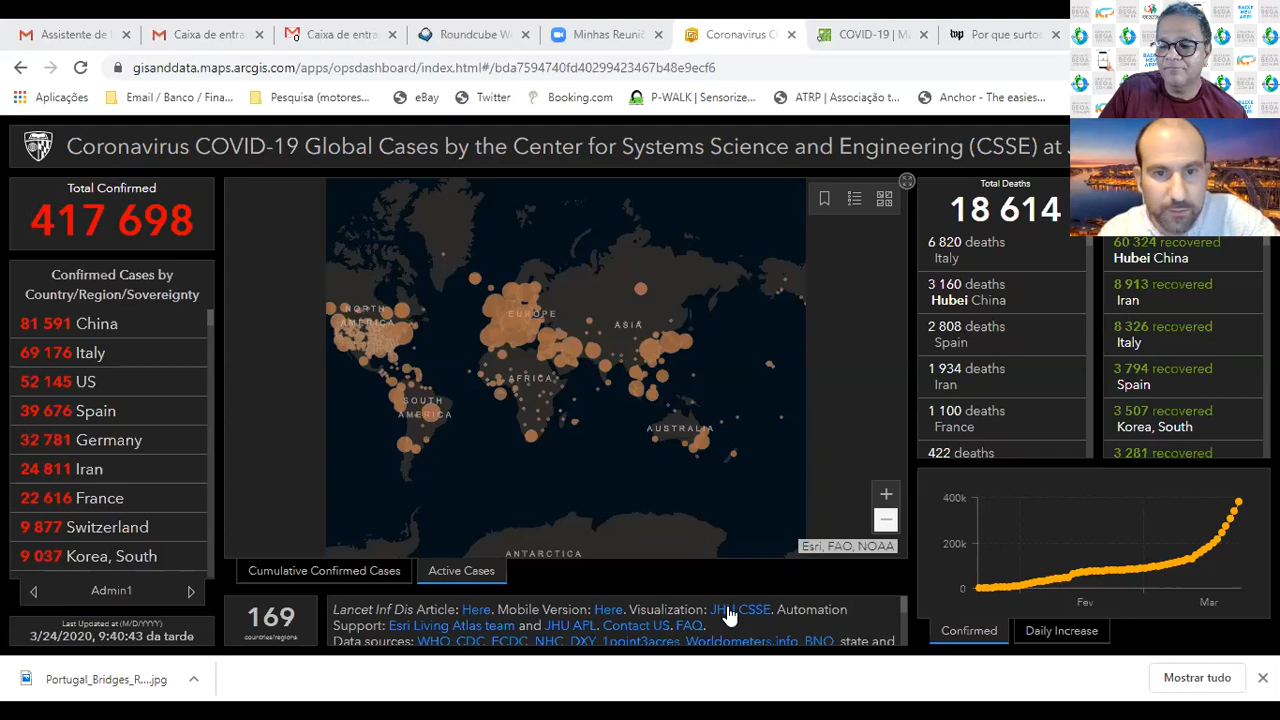 Assistente de
Caixa de entra
Caixa de entra
Roundcube W
Minhas Reuniõ
Coronavirus C
COVID-19 | M
Por que surtos
gisanddata.maps.arcgis.com/apps/opsda
Aplicações
Email / Banco / Fina...
Pesquisa (motores...
eBay
Twitter
Booking.com
-WALK | Sensorize...
Associação t...
Anchor - The easies...
Coronavirus COVID-19 Global Cases by the Center for Systems Science and Engineering (CSSE) at
Total Confirmed
417 698
Confirmed Cases by
Country/Region/Sovereignty
81 591 China
69 176 Italy
52 145 US
39 676 Spain
32 781 Germany
24 811 Iran
22 616 France
9 877 Switzerland
9 037 Korea, South
Admin1
Last Updated at (M/D/YYYY)
3/24/2020, 9:40:43 da tarde
NORTH
AMERICA
EUROPE
ASIA
AFRICA
SOUTH
AMERICA
AUSTRALIA
ANTARCTICA
Esri, FAO, NOAA
Cumulative Confirmed Cases
Active Cases
169
countries/regions
Lancet Inf Dis Article: Here. Mobile Version: Here. Visualization: JHU CSSE. Automation
Support: Esri Living Atlas team and JHU APL. Contact US. FAQ.
Data sources: WHO, CDC, ECDC, NHC, DXY, 1point3acres, Worldometers.info, BNO, state and
Total Deaths
18 614
6 820 deaths
Italy
3 160 deaths
Hubei China
2 808 deaths
Spain
1 934 deaths
Iran
1 100 deaths
France
422 deaths
60 324 recovered
Hubei China
8 913 recovered
Iran
8 326 recovered
Italy
3 794 recovered
Spain
3 507 recovered
Korea, South
3 281 recovered
400k
200k
0
Fev
Mar
Confirmed
Daily Increase
Portugal_Bridges_R....jpg
Mostrar tudo